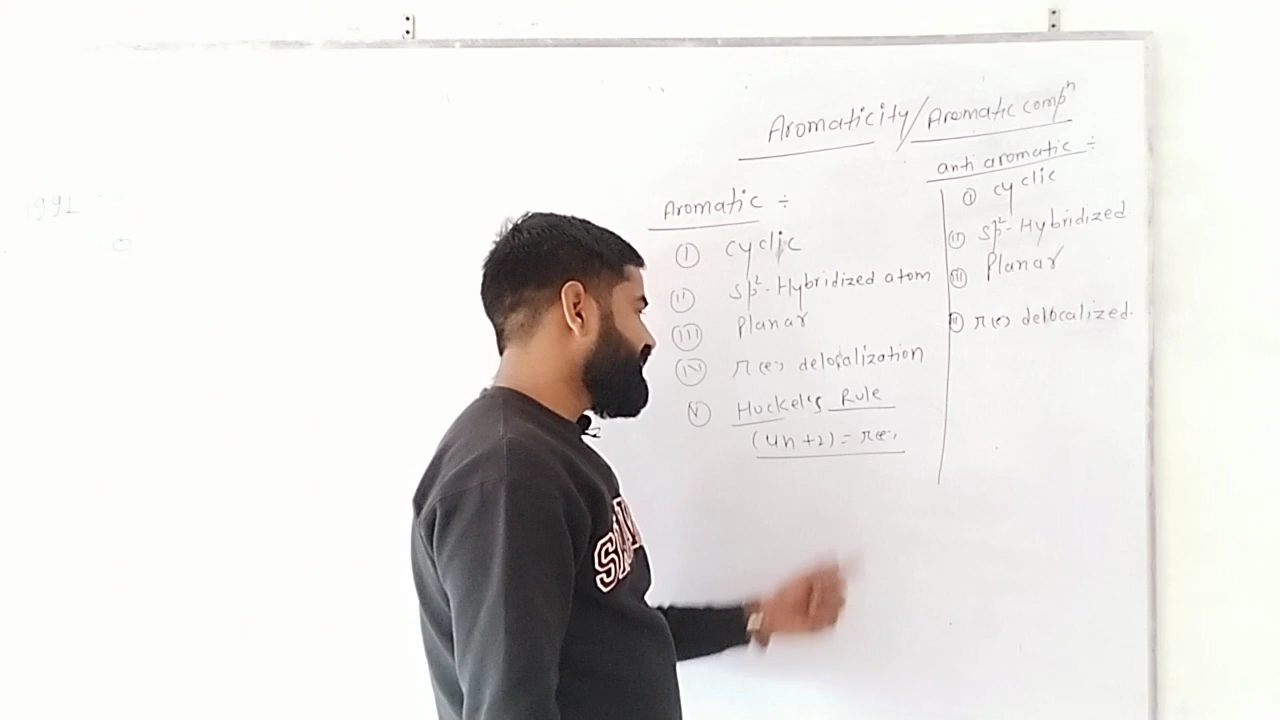 Aromaticity/Aromatic compⁿ
Aromatic ÷
(I) cyclic
(II) sp²-Hybridized atom
(III) Planar
(IV) π(e⁻) delocalization
(V) Huckel's Rule
(4n+2) = π(e⁻)
anti aromatic ÷
(I) cyclic
(II) sp²-Hybridized
(III) Planar
π(e⁻) delocalized.
1991